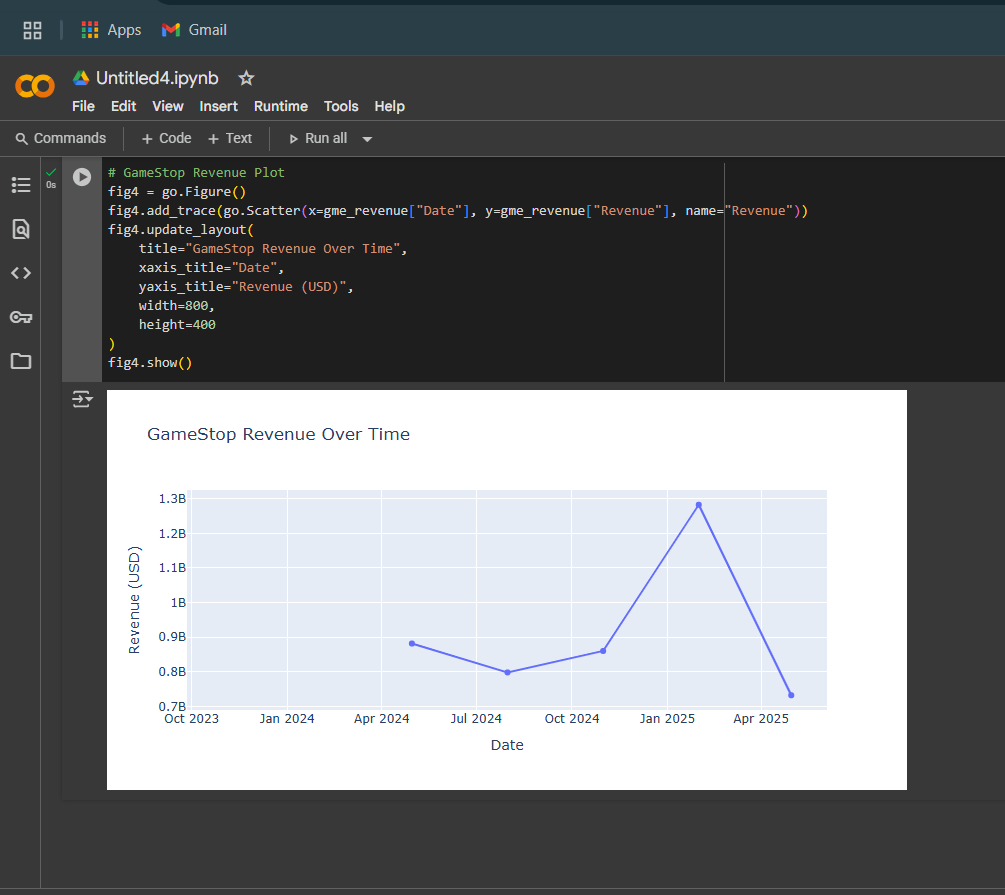 Apps
Gmail
Untitled4.ipynb
File Edit View Insert Runtime Tools Help
Commands + Code + Text Run all
0s
# GameStop Revenue Plot
fig4 = go.Figure()
fig4.add_trace(go.Scatter(x=gme_revenue["Date"], y=gme_revenue["Revenue"], name="Revenue"))
fig4.update_layout(
    title="GameStop Revenue Over Time",
    xaxis_title="Date",
    yaxis_title="Revenue (USD)",
    width=800,
    height=400
)
fig4.show()
GameStop Revenue Over Time
Revenue (USD)
1.3B
1.2B
1.1B
1B
0.9B
0.8B
0.7B
Oct 2023 Jan 2024 Apr 2024 Jul 2024 Oct 2024 Jan 2025 Apr 2025
Date